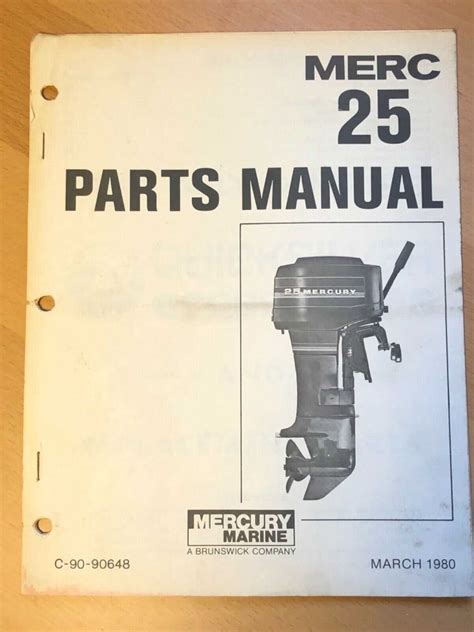 MERC
25
PARTS MANUAL
25 MERCURY
MERCURY
MARINE
A BRUNSWICK COMPANY
C-90-90648
MARCH 1980